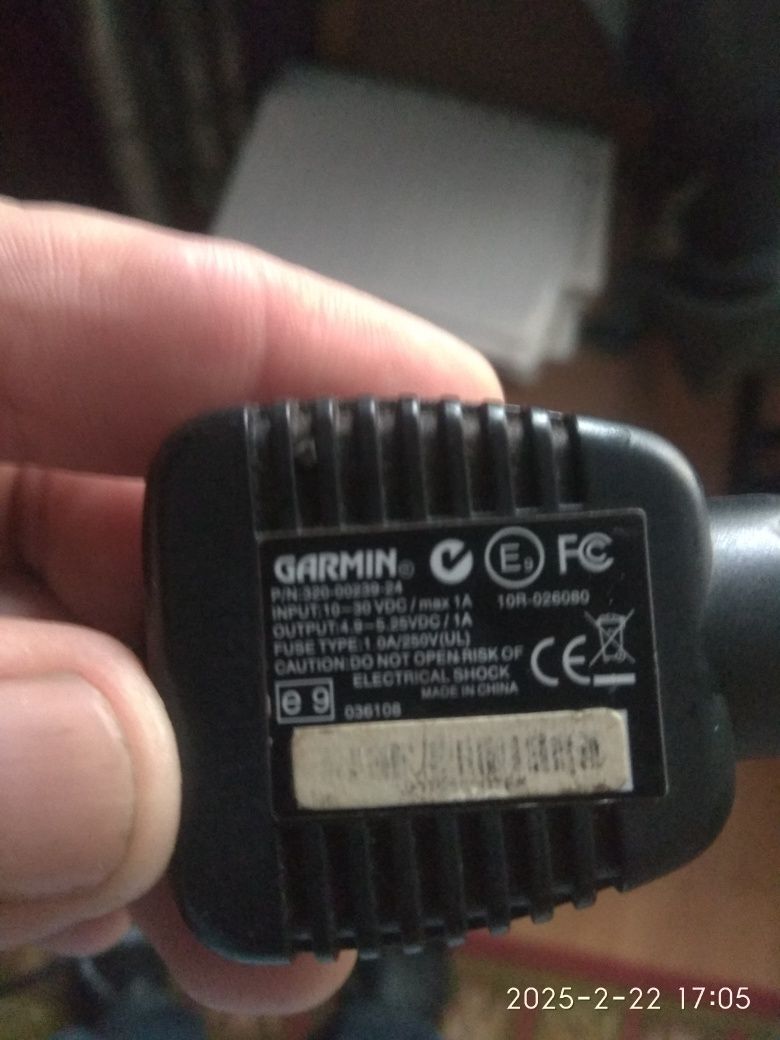 GARMIN®
E9 FCC
P/N:320-00239-24
INPUT:10—30 VDC / max 1A 10R-026080
OUTPUT:4.9—5.25VDC / 1A
FUSE TYPE:1.0A/250V(UL)
CAUTION:DO NOT OPEN.RISK OF
ELECTRICAL SHOCK
CE
MADE IN CHINA
e 9 036108
2025-2-22 17:05